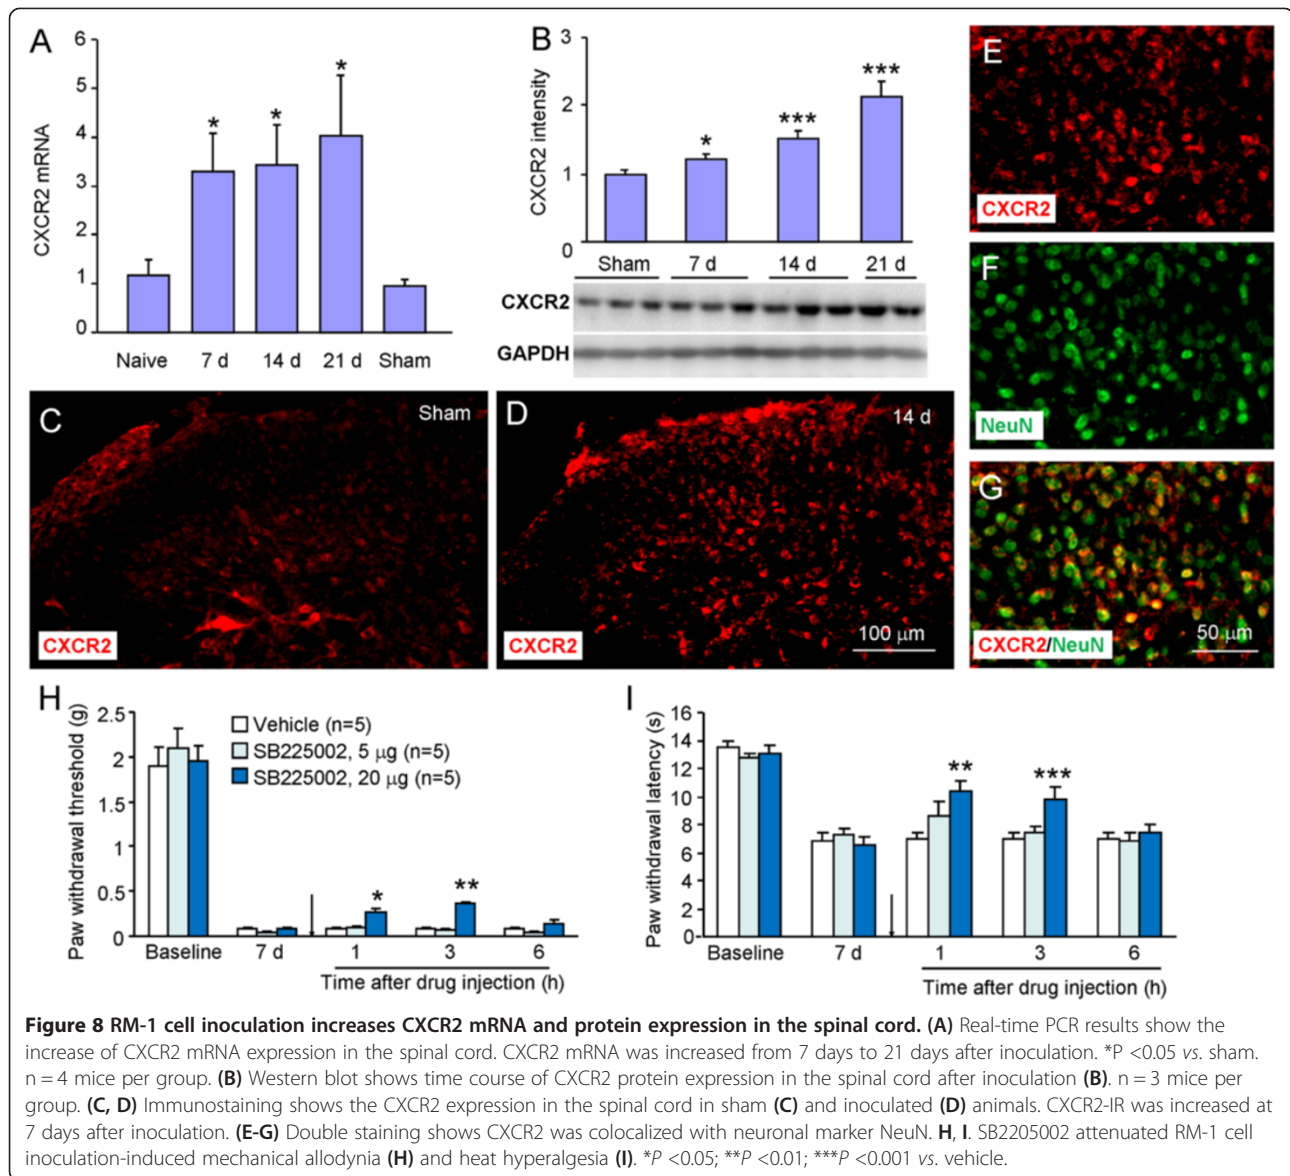 A
CXCR2 mRNA
6
5
4
3
2
1
0
*
*
*
Naive 7 d 14 d 21 d Sham
B
CXCR2 intensity
3
2
1
0
*
***
***
Sham 7 d 14 d 21 d
CXCR2
GAPDH
C
Sham
CXCR2
D
14 d
CXCR2
100 µm
E
CXCR2
F
NeuN
G
CXCR2/NeuN
50 µm
H
Paw withdrawal threshold (g)
2.5
2
1.5
1
0.5
0
Vehicle (n=5)
SB225002, 5 µg (n=5)
SB225002, 20 µg (n=5)
*
**
Baseline 7 d 1 3 6
Time after drug injection (h)
I
Paw withdrawal latency (s)
16
14
12
10
8
6
4
2
0
**
***
Baseline 7 d 1 3 6
Time after drug injection (h)
Figure 8 RM-1 cell inoculation increases CXCR2 mRNA and protein expression in the spinal cord. (A) Real-time PCR results show the
increase of CXCR2 mRNA expression in the spinal cord. CXCR2 mRNA was increased from 7 days to 21 days after inoculation. *P <0.05 vs. sham.
n = 4 mice per group. (B) Western blot shows time course of CXCR2 protein expression in the spinal cord after inoculation (B). n = 3 mice per
group. (C, D) Immunostaining shows the CXCR2 expression in the spinal cord in sham (C) and inoculated (D) animals. CXCR2-IR was increased at
7 days after inoculation. (E-G) Double staining shows CXCR2 was colocalized with neuronal marker NeuN. H, I. SB2205002 attenuated RM-1 cell
inoculation-induced mechanical allodynia (H) and heat hyperalgesia (I). *P <0.05; **P <0.01; ***P <0.001 vs. vehicle.